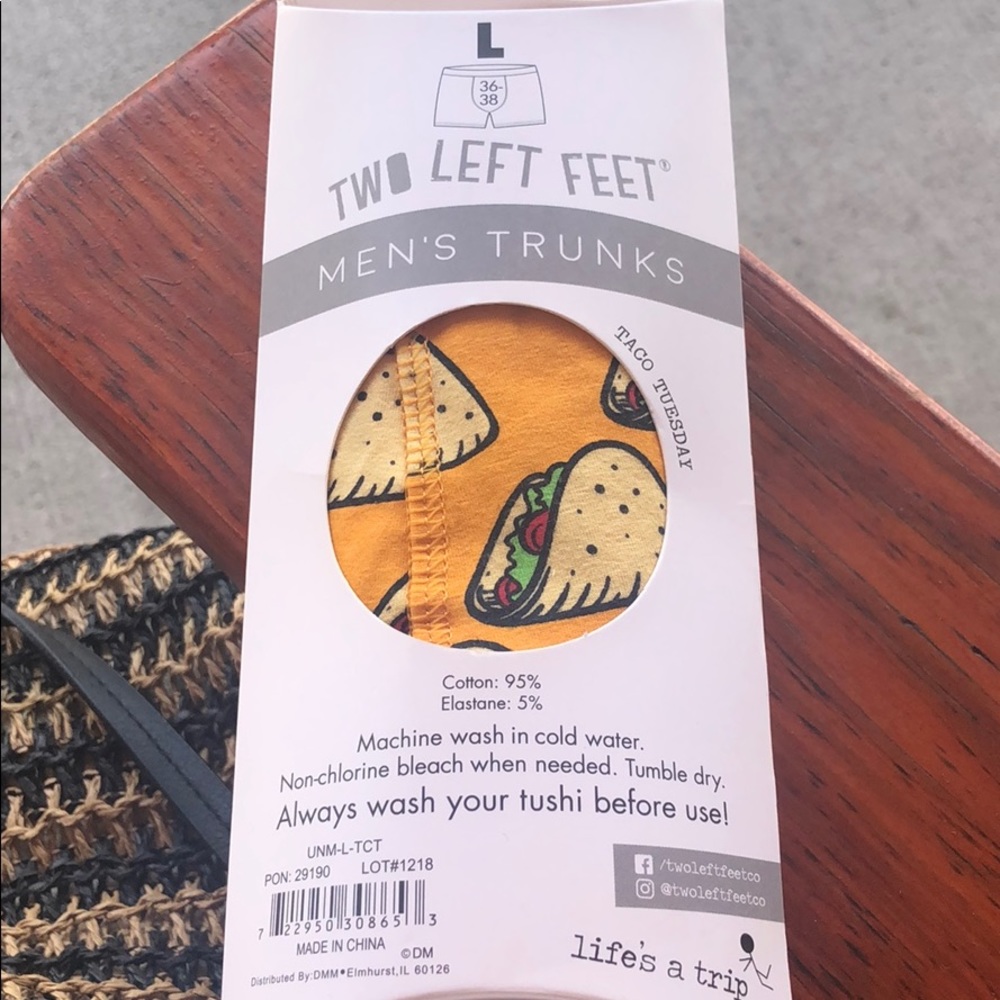 L
36-
38
TWO LEFT FEET®
MEN'S TRUNKS
TACO TUESDAY
Cotton: 95%
Elastane: 5%
Machine wash in cold water.
Non-chlorine bleach when needed. Tumble dry.
Always wash your tushi before use!
UNM-L-TCT
PON: 29190 LOT#1218
7 22950 30865 3
MADE IN CHINA ©DM
Distributed By:DMM•Elmhurst,IL 60126
/twoleftfeetco
@twoleftfeetco
life's a trip